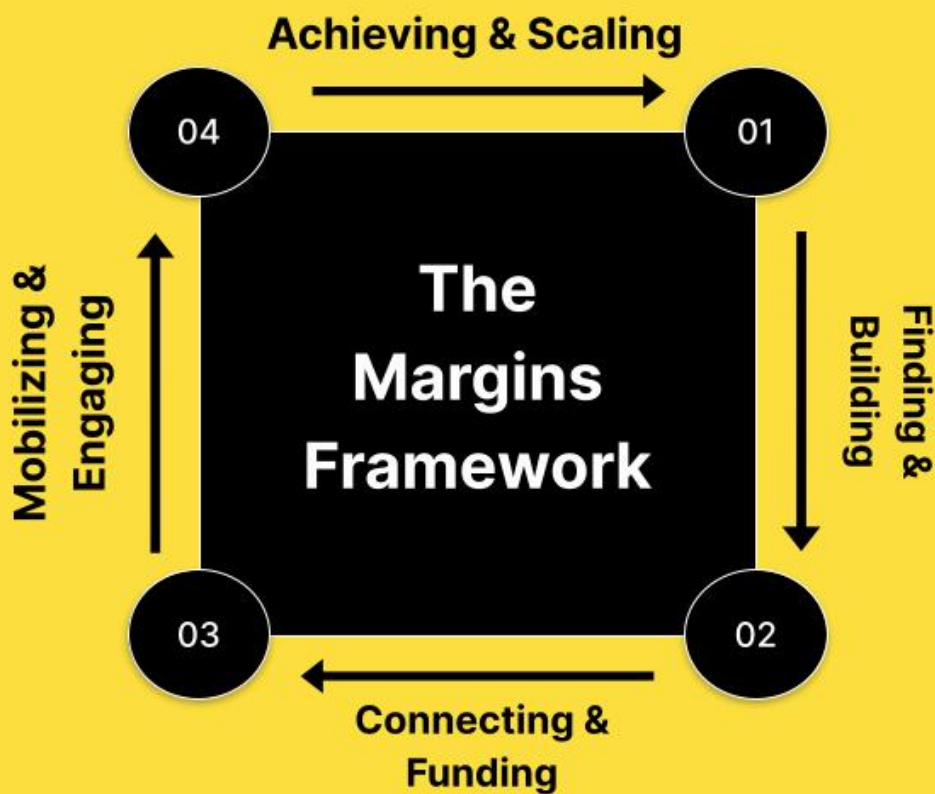 Achieving & Scaling
04
01
The
Margins
Framework
Mobilizing &
Engaging
Finding &
Building
03
02
Connecting &
Funding